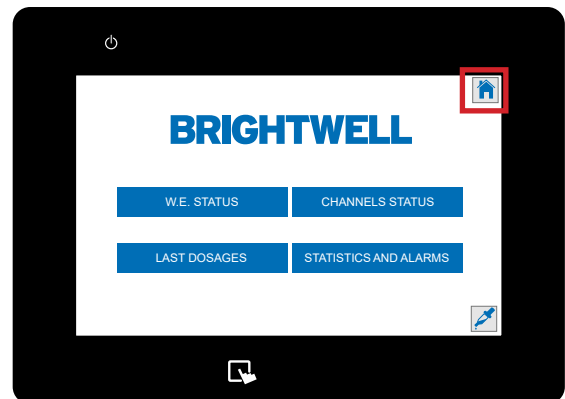 BRIGHTWELL
W.E. STATUS
CHANNELS STATUS
LAST DOSAGES
STATISTICS AND ALARMS